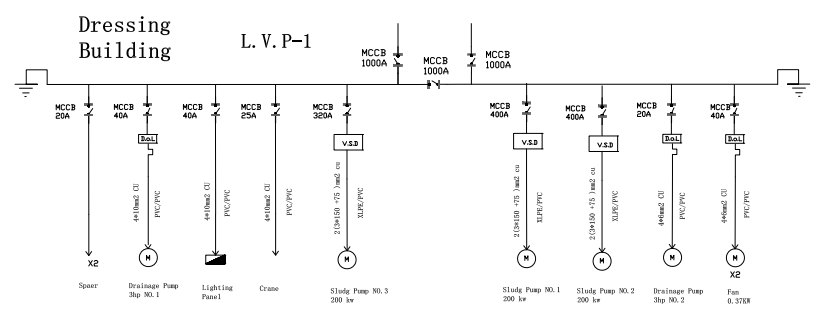 Dressing
Building
L.V.P-1
MCCB
1000A
MCCB
1000A
MCCB
1000A
MCCB
20A
MCCB
40A
MCCB
40A
MCCB
25A
MCCB
320A
MCCB
400A
MCCB
400A
MCCB
20A
MCCB
40A
D.o.L
V.S.D
V.S.D
V.S.D
D.o.L
D.o.L
4*10mm2 CU
PVC/PVC
4*10mm2 CU
PVC/PVC
4*10mm2 CU
2(3*150 +75 )mm2 cu
XLPE/PVC
2(3*150 +75 )mm2 cu
XLPE/PVC
2(3*150 +75 )mm2 cu
XLPE/PVC
4*6mm2 CU
PVC/PVC
4*6mm2 CU
PVC/PVC
X2
M
M
M
M
M
M
X2
Spaer
Drainage Pump
3hp NO.1
Lighting
Panel
Crane
Sludg Pump NO.3
200 kw
Sludg Pump NO.1
200 kw
Sludg Pump NO.2
200 kw
Drainage Pump
3hp NO.2
Fan
0.37KW